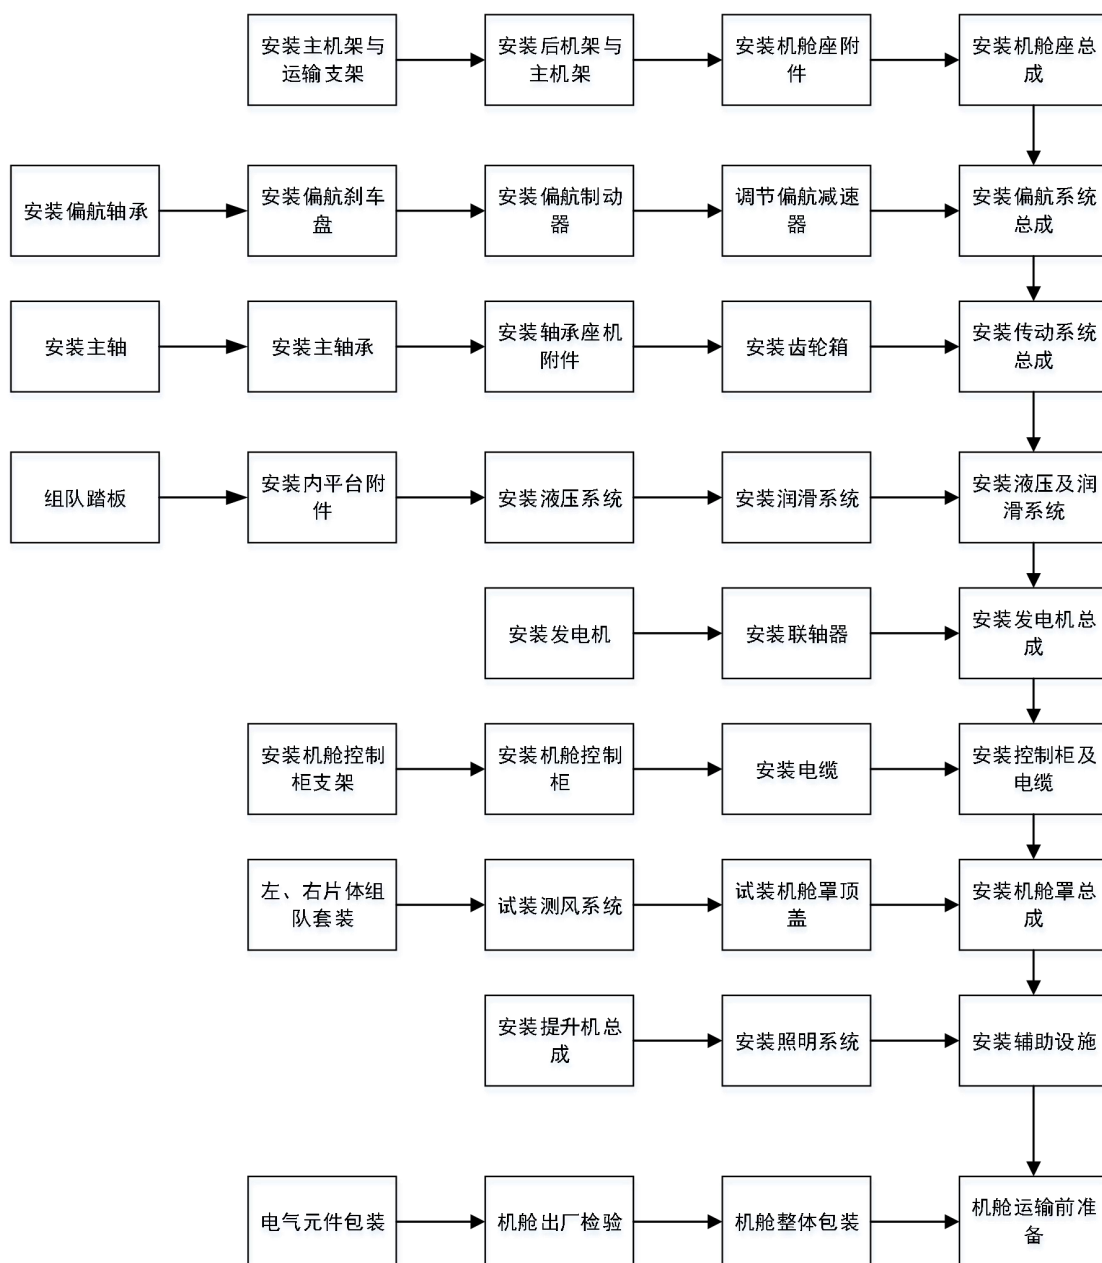 安装主机架与
运输支架
安装后机架与
主机架
安装机舱座附
件
安装机舱座总
成
安装偏航轴承
安装偏航刹车
盘
安装偏航制动
器
调节偏航减速
器
安装偏航系统
总成
安装主轴
安装主轴承
安装轴承座机
附件
安装齿轮箱
安装传动系统
总成
组队踏板
安装内平台附
件
安装液压系统
安装润滑系统
安装液压及润
滑系统
安装发电机
安装联轴器
安装发电机总
成
安装机舱控制
柜支架
安装机舱控制
柜
安装电缆
安装控制柜及
电缆
左、右片体组
队套装
试装测风系统
试装机舱罩顶
盖
安装机舱罩总
成
安装提升机总
成
安装照明系统
安装辅助设施
电气元件包装
机舱出厂检验
机舱整体包装
机舱运输前准
备